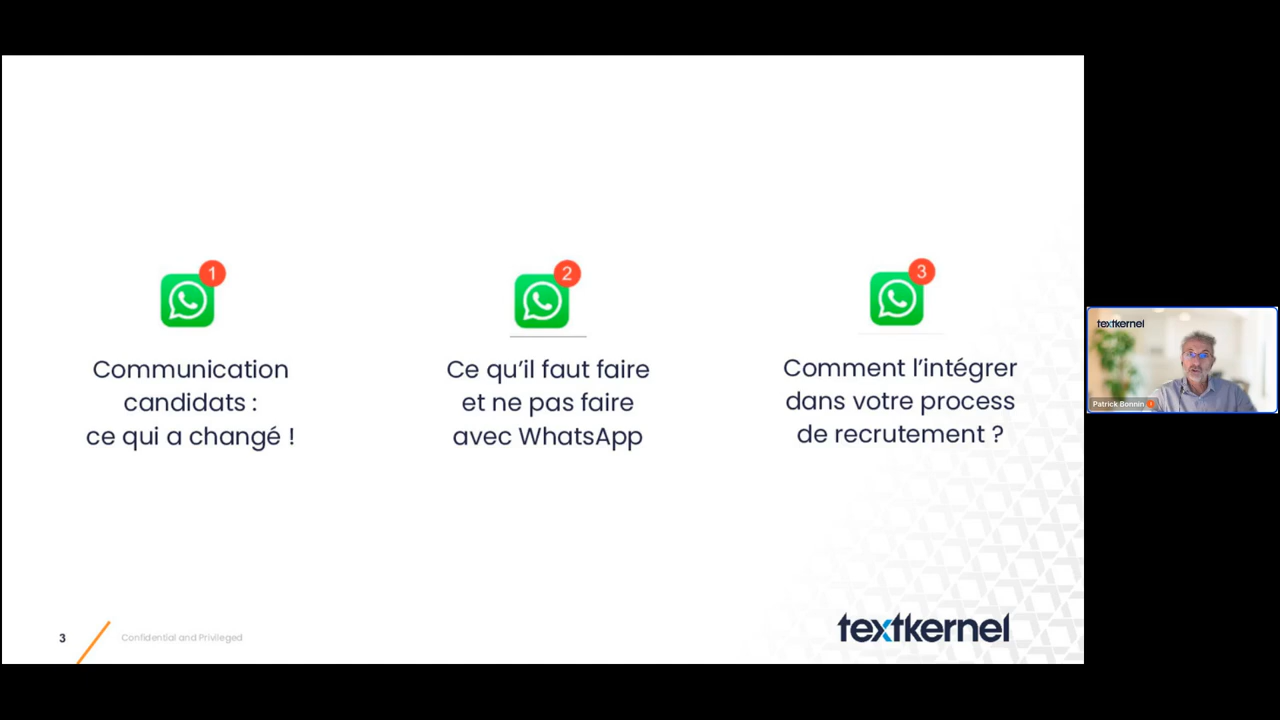 1
Communication
candidats :
ce qui a changé !
2
Ce qu’il faut faire
et ne pas faire
avec WhatsApp
3
Comment l’intégrer
dans votre process
de recrutement ?
3
Confidential and Privileged
textkernel
textkernel
Patrick Bonnin